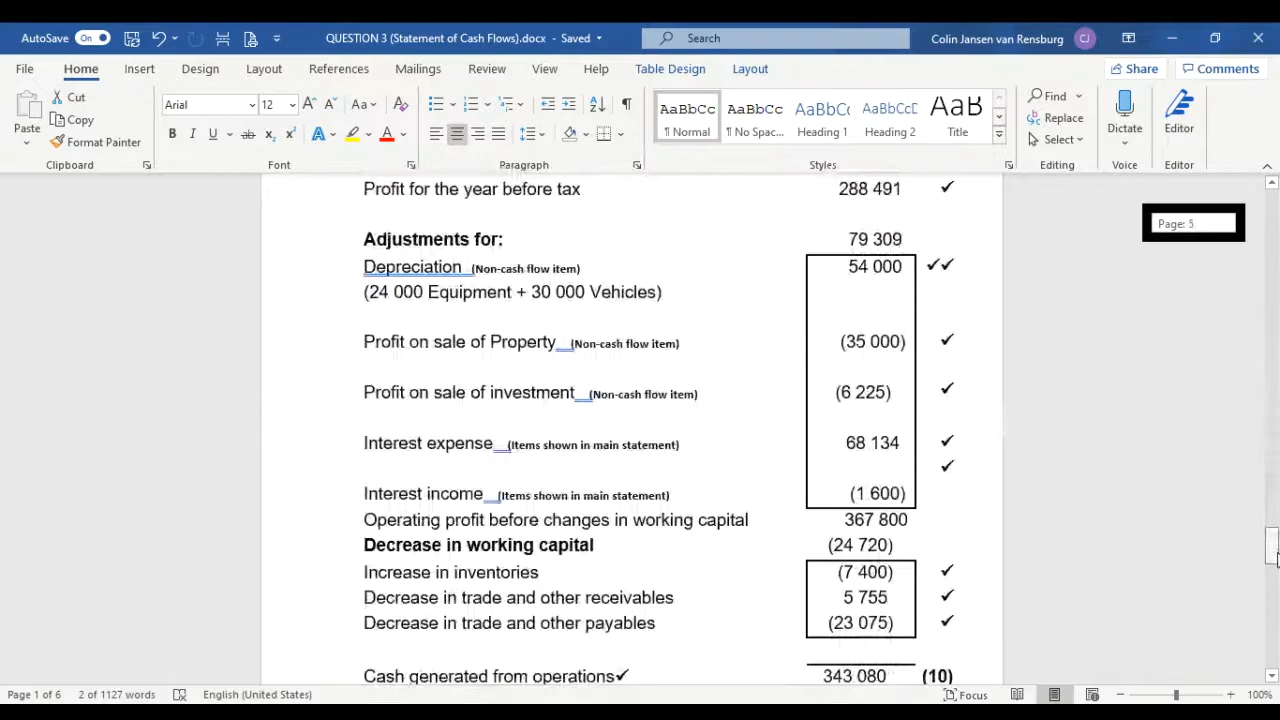 AutoSave On QUESTION 3 (Statement of Cash Flows).docx - Saved Search Colin Jansen van Rensburg CJ
File Home Insert Design Layout References Mailings Review View Help Table Design Layout Share Comments
Paste Cut Copy Format Painter
Clipboard
Arial 12
Font
Paragraph
AaBbCc AaBbCc AaBbC AaBbCcD AaB
¶ Normal ¶ No Spac... Heading 1 Heading 2 Title
Styles
Find Replace Select
Editing
Dictate
Voice
Editor
Editor
Page: 5
Profit for the year before tax 288 491 ✓
Adjustments for: 79 309
Depreciation (Non-cash flow item) 54 000 ✓✓
(24 000 Equipment + 30 000 Vehicles)
Profit on sale of Property (Non-cash flow item) (35 000) ✓
Profit on sale of investment (Non-cash flow item) (6 225) ✓
Interest expense (Items shown in main statement) 68 134 ✓
✓
Interest income (Items shown in main statement) (1 600)
Operating profit before changes in working capital 367 800
Decrease in working capital (24 720)
Increase in inventories (7 400) ✓
Decrease in trade and other receivables 5 755 ✓
Decrease in trade and other payables (23 075) ✓
Cash generated from operations✓ 343 080 (10)
Page 1 of 6 2 of 1127 words English (United States) Focus 100%